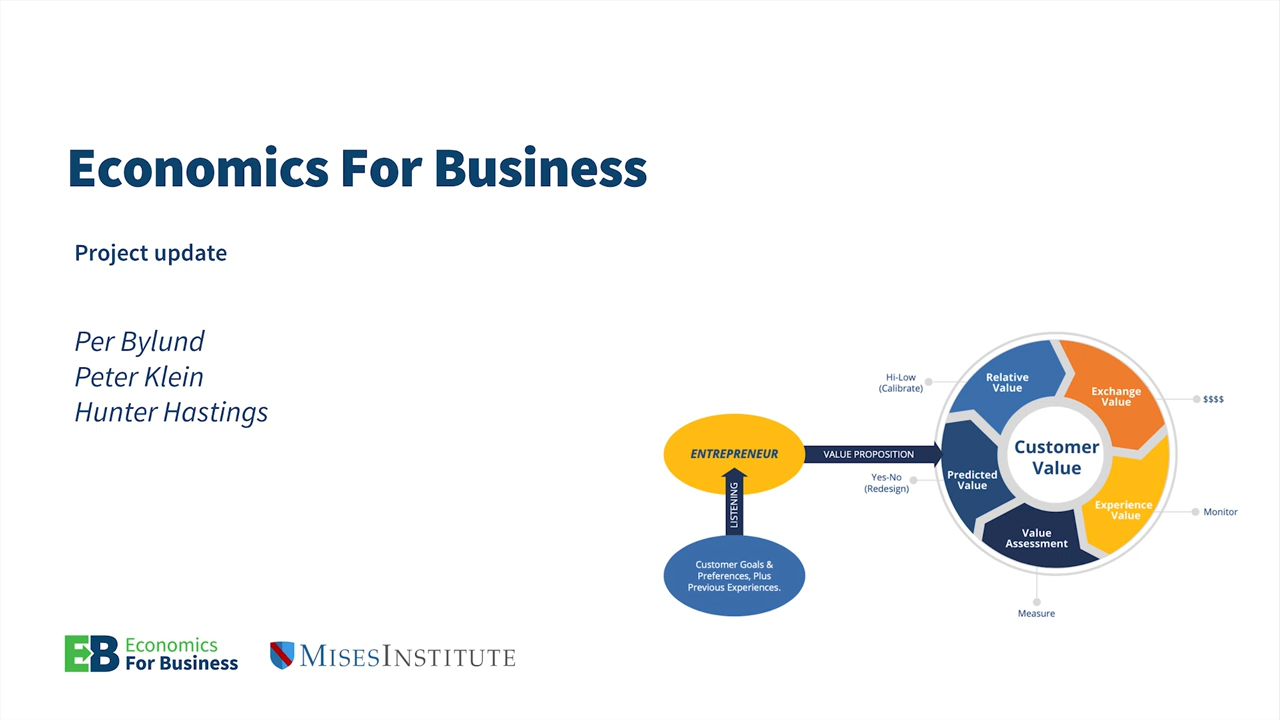 Economics For Business
Project update
Per Bylund
Peter Klein
Hunter Hastings
Hi-Low
(Calibrate)
Relative
Value
Exchange
Value
$$$$
ENTREPRENEUR
VALUE PROPOSITION
Customer
Value
Yes-No
(Redesign)
Predicted
Value
LISTENING
Experience
Value
Monitor
Value
Assessment
Customer Goals &
Preferences, Plus
Previous Experiences.
Measure
EB
Economics
For Business
MISES INSTITUTE